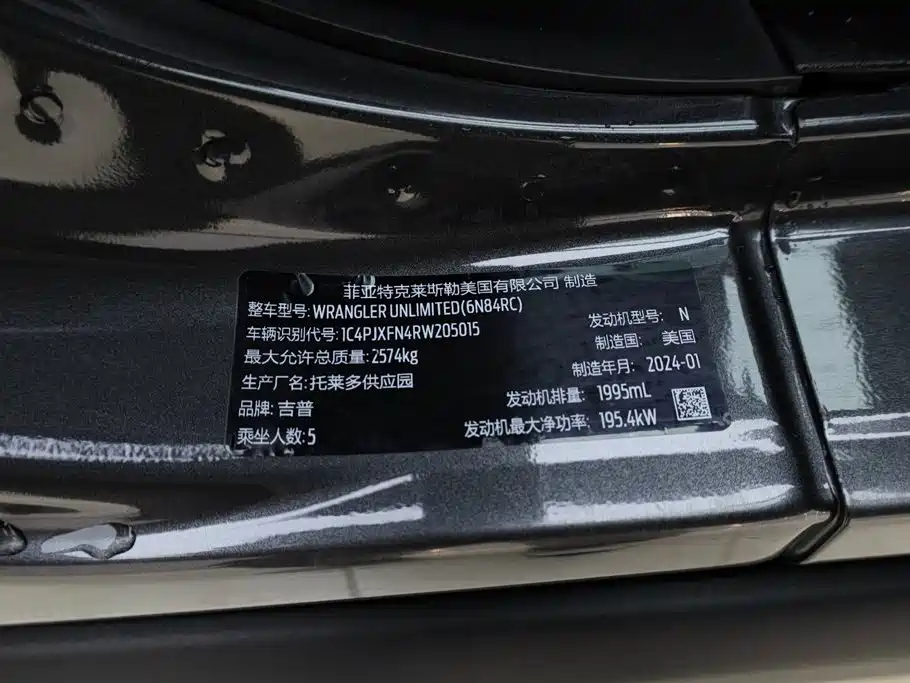 菲亚特克莱斯勒美国有限公司 制造
整车型号: WRANGLER UNLIMITED(6N84RC)
车辆识别代号: 1C4PJXFN4RW205015
发动机型号: N
最大允许总质量: 2574kg
制造国: 美国
生产厂名: 托莱多供应园
制造年月: 2024-01
品牌: 吉普
发动机排量: 1995mL
乘坐人数: 5
发动机最大净功率: 195.4kW